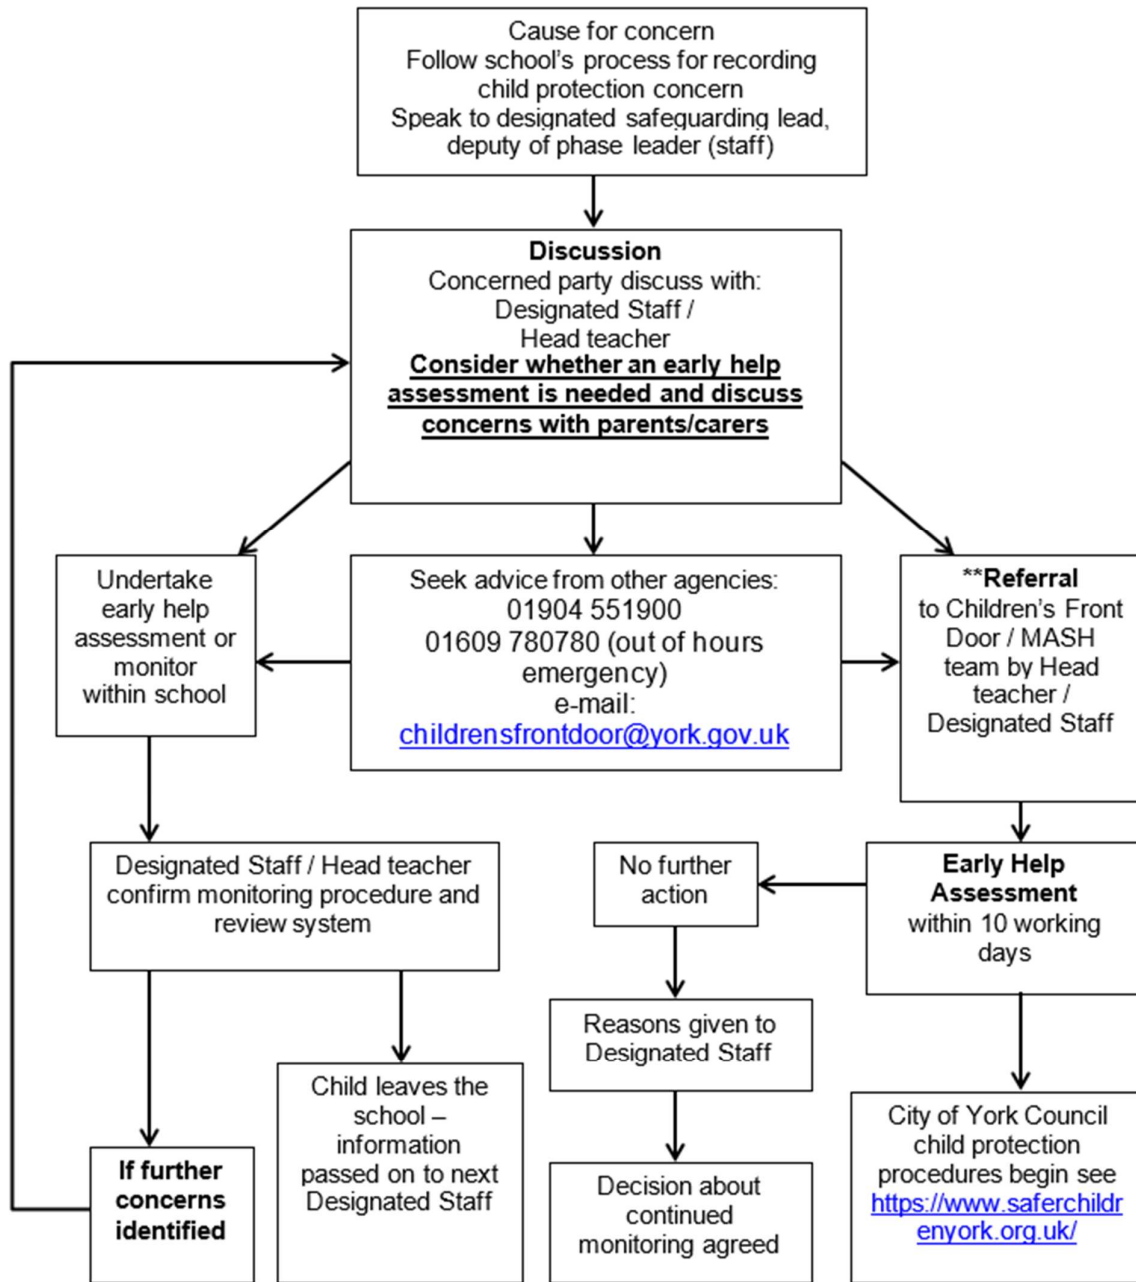 Cause for concern
Follow school's process for recording
child protection concern
Speak to designated safeguarding lead,
deputy of phase leader (staff)
Discussion
Concerned party discuss with:
Designated Staff /
Head teacher
Consider whether an early help
assessment is needed and discuss
concerns with parents/carers
Undertake
early help
assessment or
monitor
within school
Seek advice from other agencies:
01904 551900
01609 780780 (out of hours
emergency)
e-mail:
childrensfrontdoor@york.gov.uk
**Referral
to Children's Front
Door / MASH
team by Head
teacher /
Designated Staff
Designated Staff / Head teacher
confirm monitoring procedure and
review system
No further
action
Early Help
Assessment
within 10 working
days
Reasons given to
Designated Staff
Child leaves the
school –
information
passed on to next
Designated Staff
If further
concerns
identified
Decision about
continued
monitoring agreed
City of York Council
child protection
procedures begin see
https://www.saferchildr
enyork.org.uk/